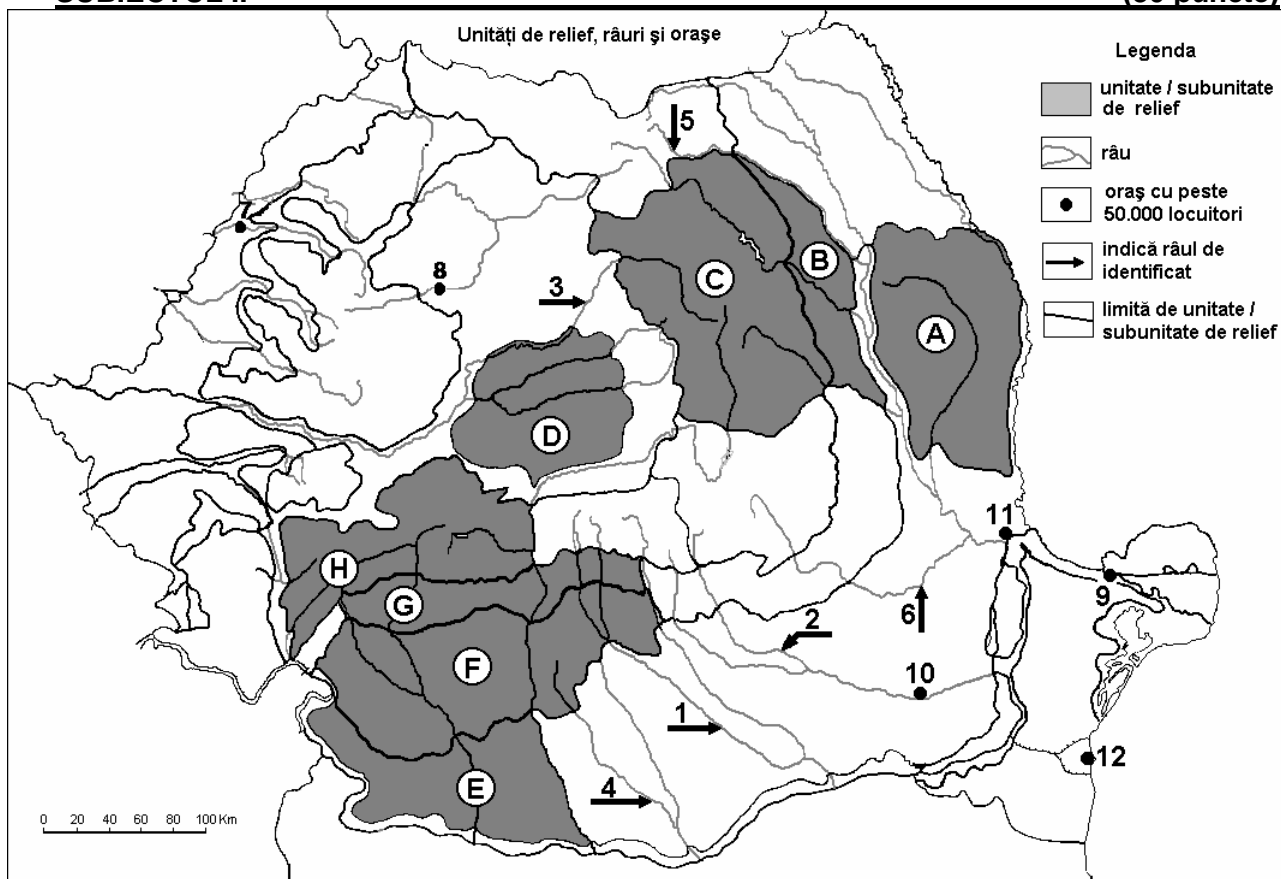 SUBIECTUL I. (30 puncte)
Unităţi de relief, râuri şi oraşe
Legenda
unitate / subunitate
de relief
râu
oraş cu peste
50.000 locuitori
indică râul de
identificat
limită de unitate /
subunitate de relief
5
8
3
C
B
A
D
11
H
9
G
2
6
F
10
1
12
E
4
0 20 40 60 80 100 Km